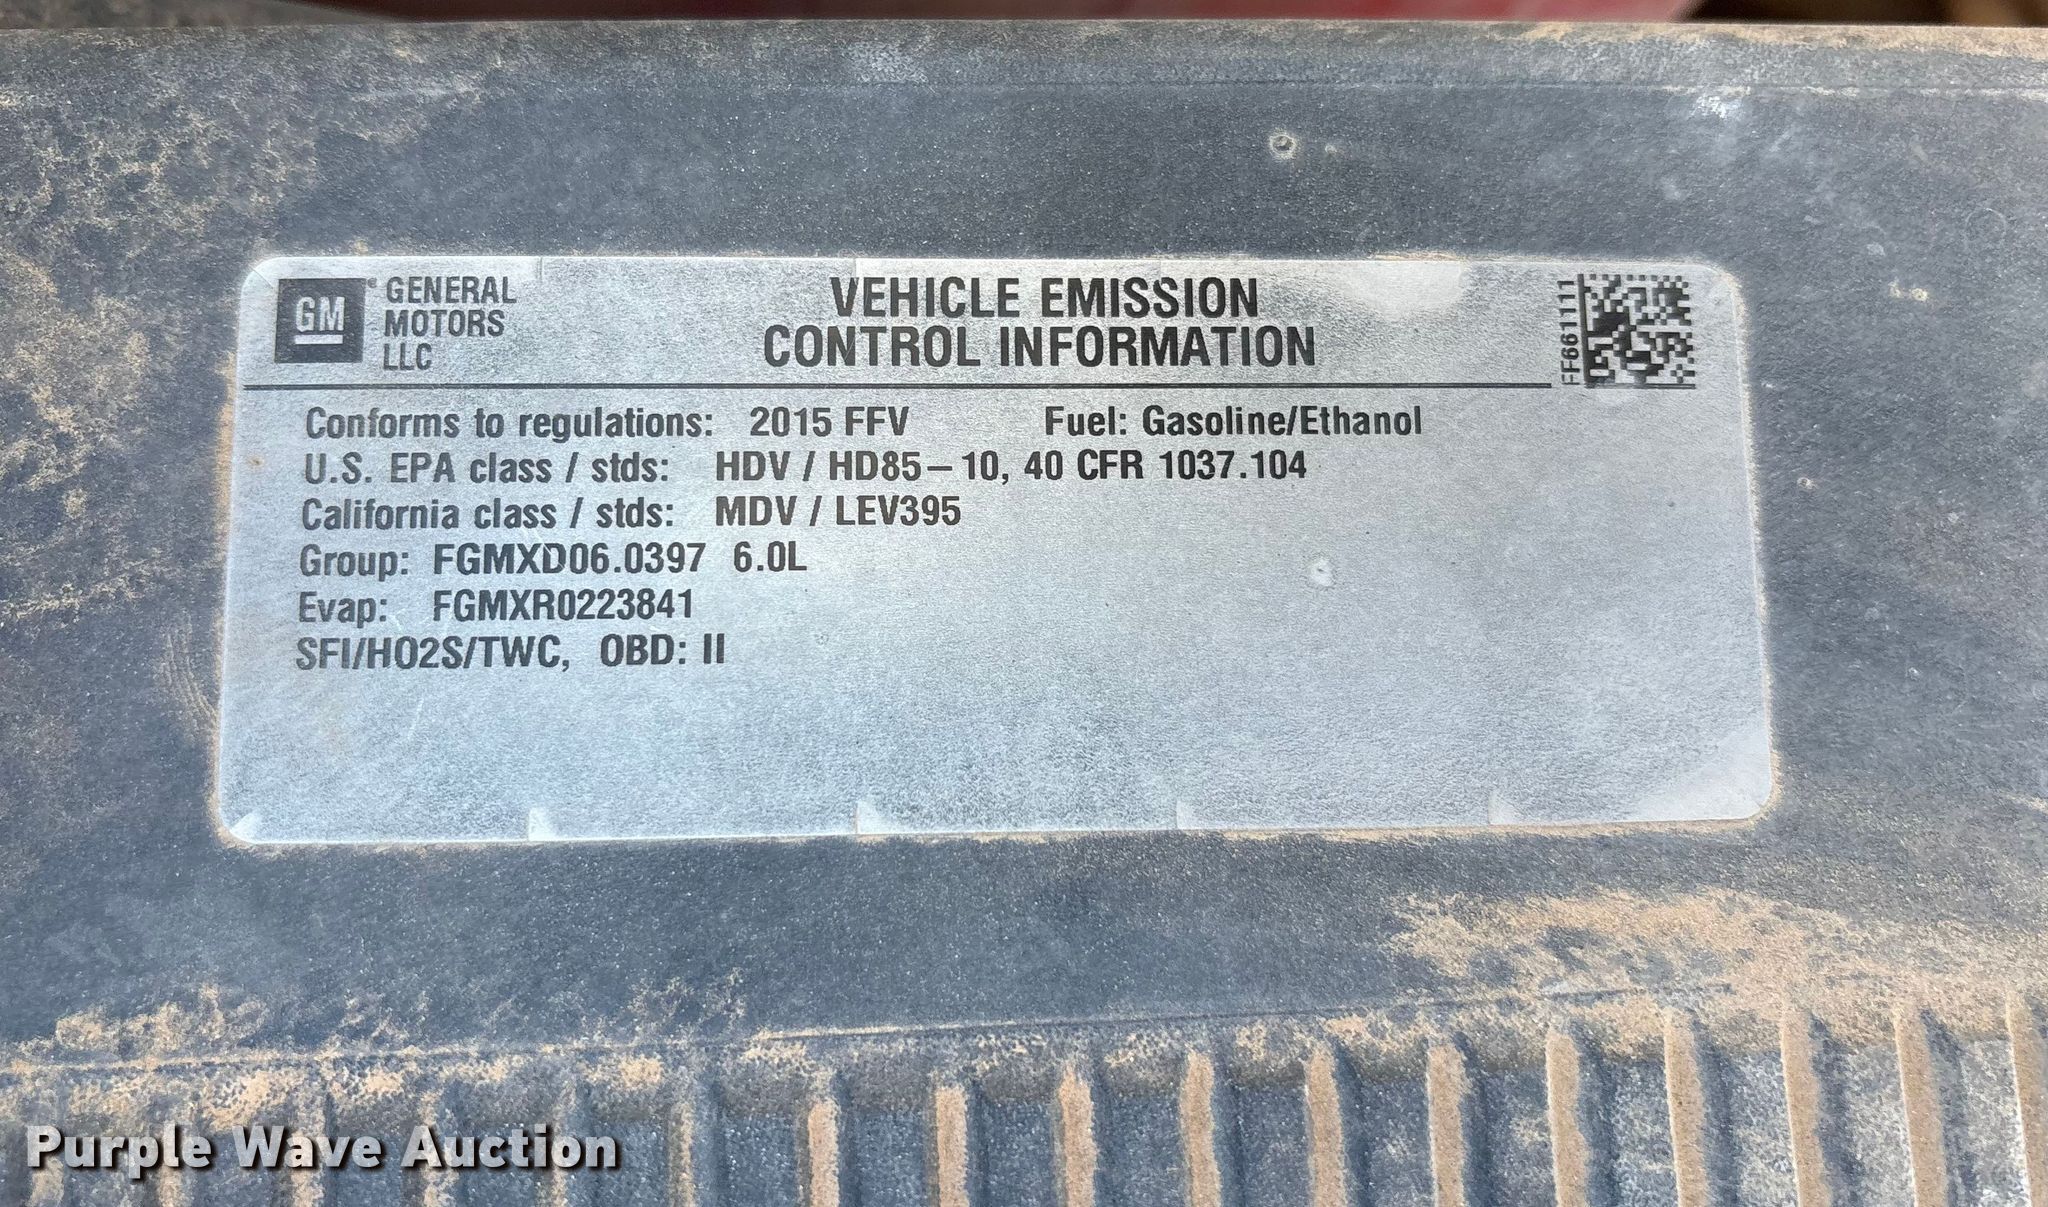 GM
GENERAL
MOTORS
LLC
VEHICLE EMISSION
CONTROL INFORMATION
FF661111
Conforms to regulations: 2015 FFV Fuel: Gasoline/Ethanol
U.S. EPA class / stds: HDV / HD85–10, 40 CFR 1037.104
California class / stds: MDV / LEV395
Group: FGMXD06.0397 6.0L
Evap: FGMXR0223841
SFI/HO2S/TWC, OBD: II
Purple Wave Auction